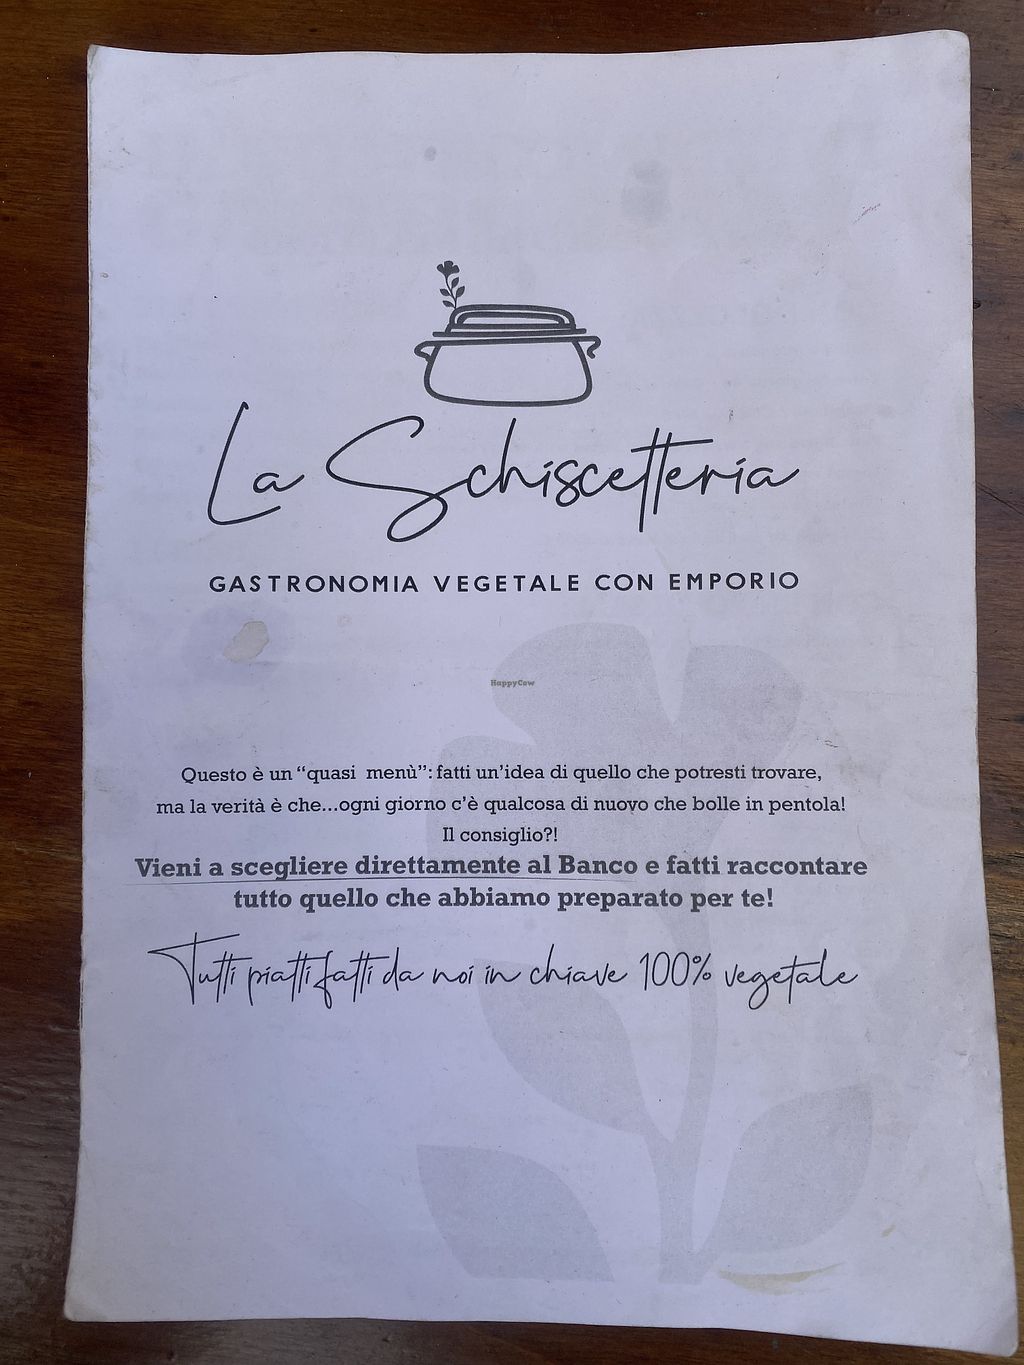 La Schiscetteria
GASTRONOMIA VEGETALE CON EMPORIO
HappyCow
Questo è un “quasi menù”: fatti un’idea di quello che potresti trovare,
ma la verità è che...ogni giorno c’è qualcosa di nuovo che bolle in pentola!
Il consiglio?!
Vieni a scegliere direttamente al Banco e fatti raccontare
tutto quello che abbiamo preparato per te!
Tutti piatti fatti da noi in chiave 100% vegetale